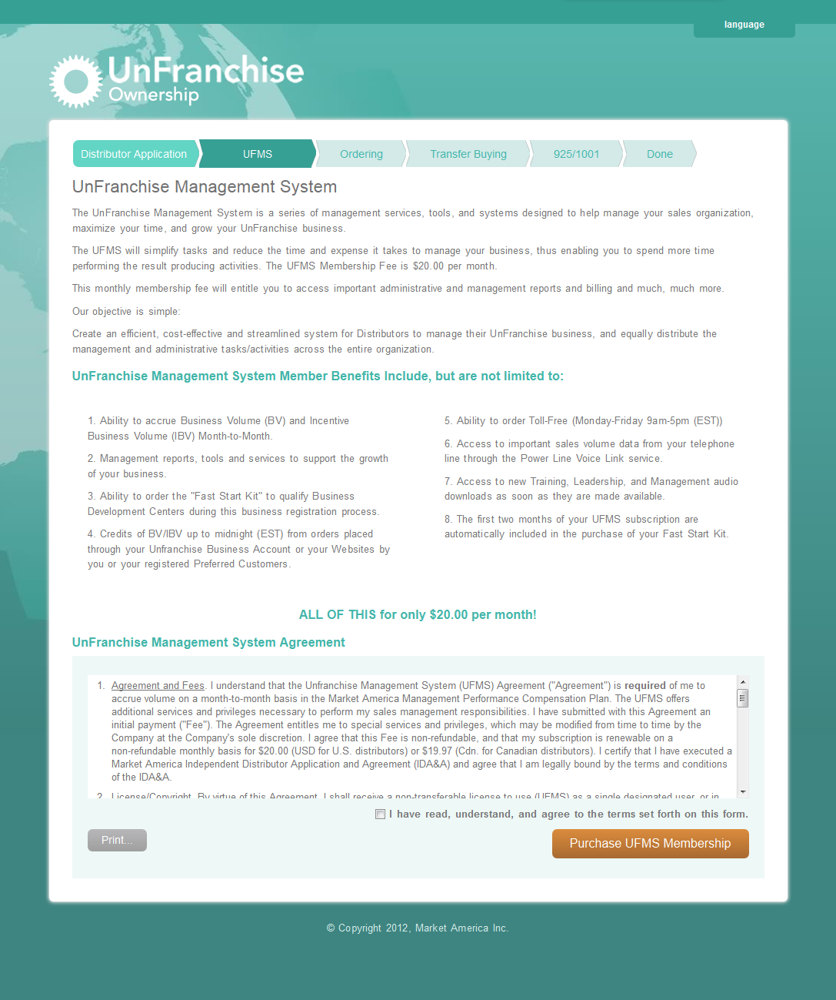 language
UnFranchise
Ownership
Distributor Application
UFMS
Ordering
Transfer Buying
925/1001
Done
UnFranchise Management System
The UnFranchise Management System is a series of management services, tools, and systems designed to help manage your sales organization,
maximize your time, and grow your UnFranchise business.
The UFMS will simplify tasks and reduce the time and expense it takes to manage your business, thus enabling you to spend more time
performing the result producing activities. The UFMS Membership Fee is $20.00 per month.
This monthly membership fee will entitle you to access important administrative and management reports and billing and much, much more.
Our objective is simple:
Create an efficient, cost-effective and streamlined system for Distributors to manage their UnFranchise business, and equally distribute the
management and administrative tasks/activities across the entire organization.
UnFranchise Management System Member Benefits Include, but are not limited to:
1. Ability to accrue Business Volume (BV) and Incentive
Business Volume (IBV) Month-to-Month.
2. Management reports, tools and services to support the growth
of your business.
3. Ability to order the "Fast Start Kit" to qualify Business
Development Centers during this business registration process.
4. Credits of BV/IBV up to midnight (EST) from orders placed
through your Unfranchise Business Account or your Websites by
you or your registered Preferred Customers.
5. Ability to order Toll-Free (Monday-Friday 9am-5pm (EST))
6. Access to important sales volume data from your telephone
line through the Power Line Voice Link service.
7. Access to new Training, Leadership, and Management audio
downloads as soon as they are made available.
8. The first two months of your UFMS subscription are
automatically included in the purchase of your Fast Start Kit.
ALL OF THIS for only $20.00 per month!
UnFranchise Management System Agreement
1. Agreement and Fees. I understand that the Unfranchise Management System (UFMS) Agreement ("Agreement") is required of me to
accrue volume on a month-to-month basis in the Market America Management Performance Compensation Plan. The UFMS offers
additional services and privileges necessary to perform my sales management responsibilities. I have submitted with this Agreement an
initial payment ("Fee"). The Agreement entitles me to special services and privileges, which may be modified from time to time by the
Company at the Company's sole discretion. I agree that this Fee is non-refundable, and that my subscription is renewable on a
non-refundable monthly basis for $20.00 (USD for U.S. distributors) or $19.97 (Cdn. for Canadian distributors). I certify that I have executed a
Market America Independent Distributor Application and Agreement (IDA&A) and agree that I am legally bound by the terms and conditions
of the IDA&A.
2. License/Copyright. By virtue of this Agreement, I shall receive a non-transferable license to use (UFMS) as a single designated user, or in
I have read, understand, and agree to the terms set forth on this form.
Print...
Purchase UFMS Membership
© Copyright 2012, Market America Inc.